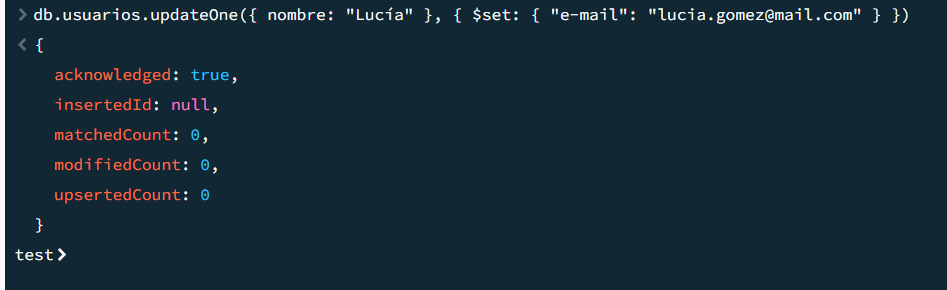 > db.usuarios.updateOne({ nombre: "Lucía" }, { $set: { "e-mail": "lucia.gomez@mail.com" } })
< {
acknowledged: true,
insertedId: null,
matchedCount: 0,
modifiedCount: 0,
upsertedCount: 0
}
test>